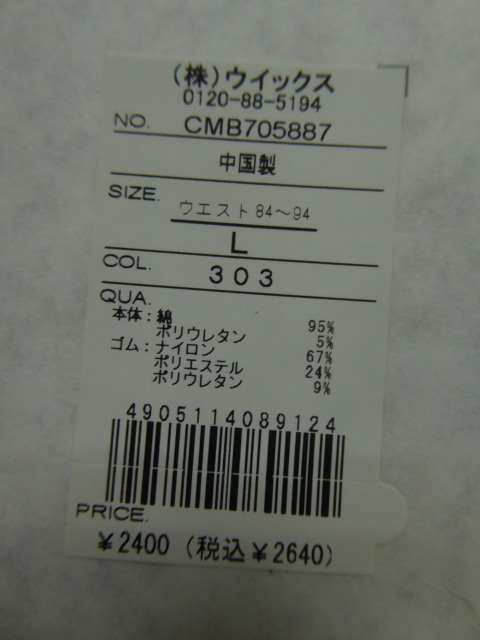 (株)ウイックス
0120-88-5194
NO. CMB705887
中国製
SIZE. ウエスト84~94
L
COL. 303
QUA.
本体:綿 95%
ポリウレタン 5%
ゴム:ナイロン 67%
ポリエステル 24%
ポリウレタン 9%
4905114089124
PRICE.
¥2400 (税込¥2640)